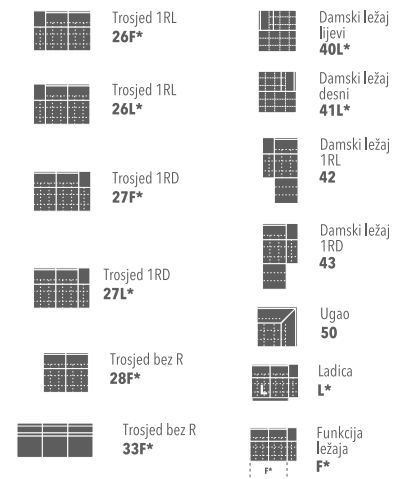 Trosjed 1RL
26F*
Trosjed 1RL
26L*
Trosjed 1RD
27F*
Trosjed 1RD
27L*
Trosjed bez R
28F*
Trosjed bez R
33F*
Damski ležaj
lijevi
40L*
Damski ležaj
desni
41L*
Damski ležaj
1RL
42
Damski ležaj
1RD
43
Ugao
50
L
Ladica
L*
Funkcija
ležaja
F*
F*